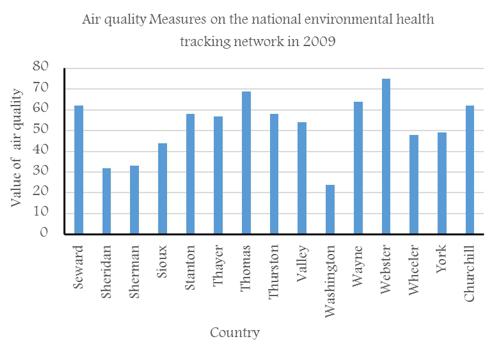 Air quality Measures on the national environmental health
tracking network in 2009
Value of air quality
80
70
60
50
40
30
20
10
0
Seward
Sheridan
Sherman
Sioux
Stanton
Thayer
Thomas
Thurston
Valley
Washington
Wayne
Webster
Wheeler
York
Churchill
Country